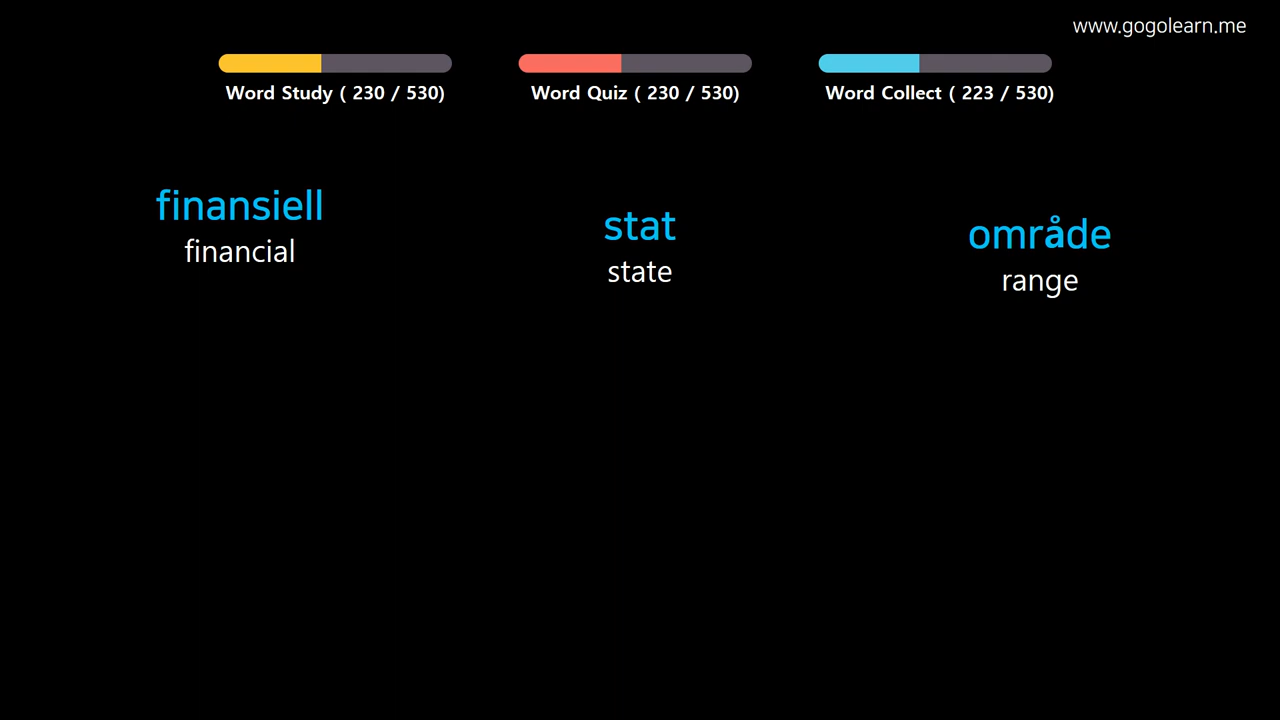 www.gogolearn.me
Word Study ( 230 / 530)
Word Quiz ( 230 / 530)
Word Collect ( 223 / 530)
finansiell
financial
stat
state
område
range